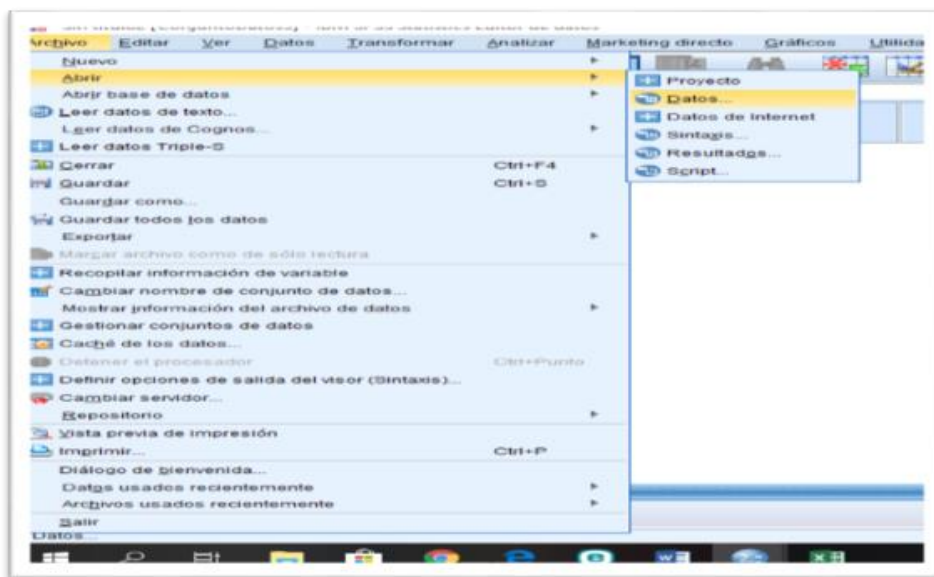 Archivo Editar Ver Datos Transformar Analizar Marketing directo Gráficos Utilida
Nuevo
Abrir
Abrir base de datos
Leer datos de texto...
Leer datos de Cognos...
Leer datos Triple-S
Cerrar Ctrl+F4
Guardar Ctrl+S
Guardar como...
Guardar todos los datos
Exportar
Marcar archivo como de sólo lectura
Recopilar información de variable
Cambiar nombre de conjunto de datos...
Mostrar información del archivo de datos
Gestionar conjuntos de datos
Caché de los datos...
Detener el procesador Ctrl+Punto
Definir opciones de salida del visor (Sintaxis)...
Cambiar servidor...
Repositorio
Vista previa de impresión
Imprimir... Ctrl+P
Diálogo de bienvenida...
Datos usados recientemente
Archivos usados recientemente
Salir
Datos...
Proyecto
Datos...
Datos de Internet
Sintaxis...
Resultados...
Script...